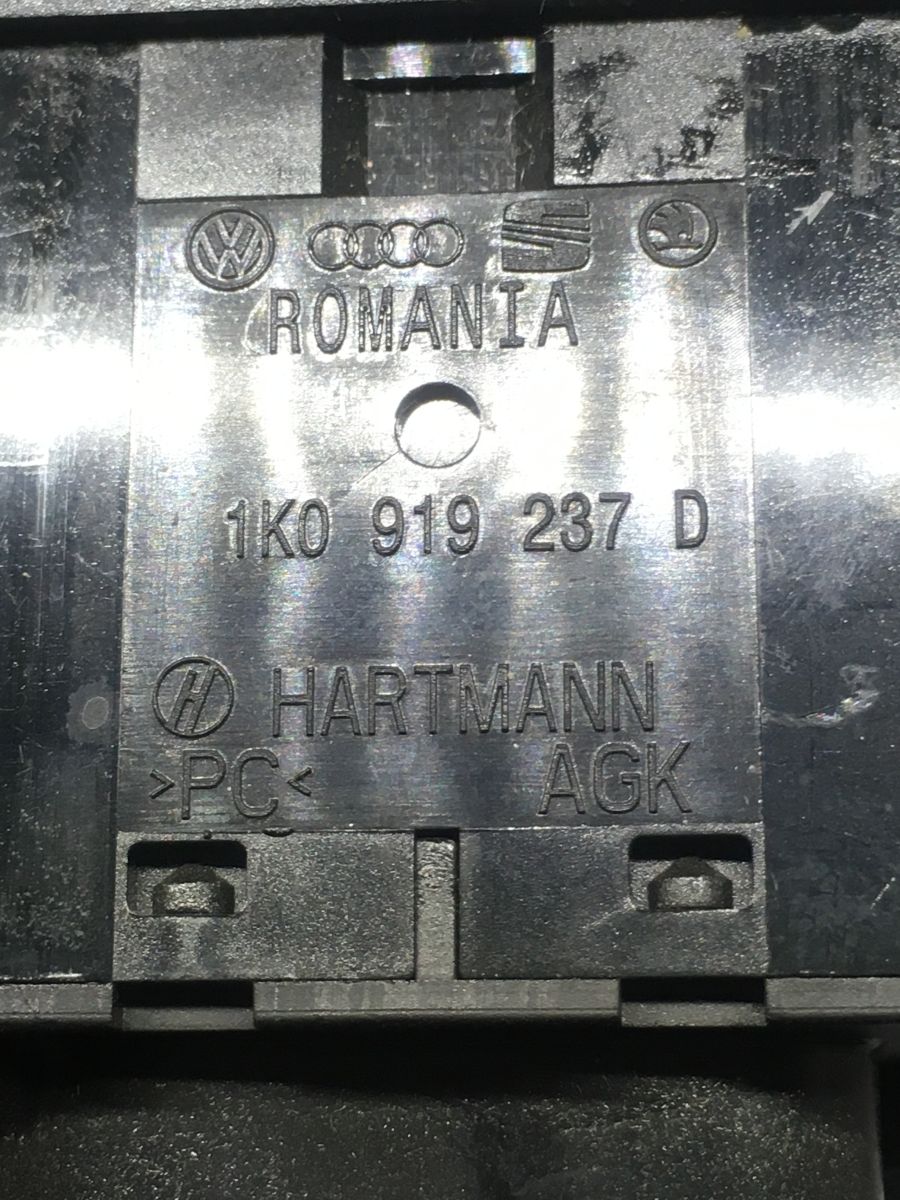 ROMANIA
1K0 919 237 D
HARTMANN
>PC< AGK